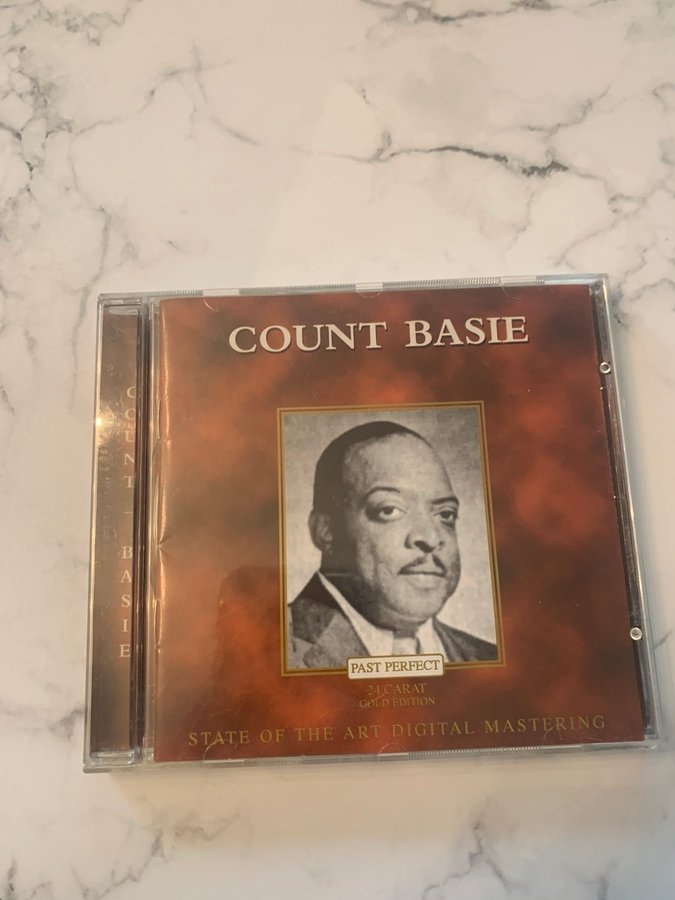 COUNT BASIE
COUNT BASIE
PAST PERFECT
24 CARAT
GOLD EDITION
STATE OF THE ART DIGITAL MASTERING